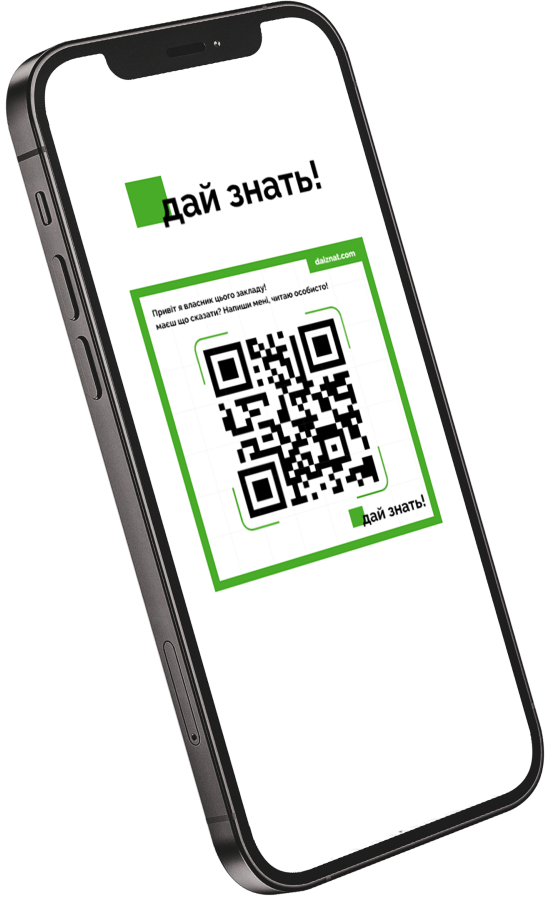 дай знать!
daiznat.com
Привіт я власник цього закладу!
маєш що сказати? Напиши мені, читаю особисто!
дай знать!